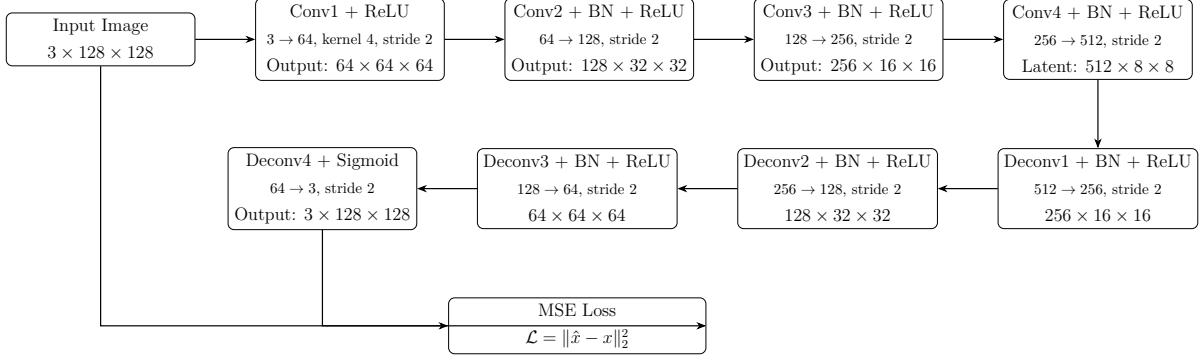 Input Image
3 × 128 × 128
Conv1 + ReLU
3 → 64, kernel 4, stride 2
Output: 64 × 64 × 64
Conv2 + BN + ReLU
64 → 128, stride 2
Output: 128 × 32 × 32
Conv3 + BN + ReLU
128 → 256, stride 2
Output: 256 × 16 × 16
Conv4 + BN + ReLU
256 → 512, stride 2
Latent: 512 × 8 × 8
Deconv1 + BN + ReLU
512 → 256, stride 2
256 × 16 × 16
Deconv2 + BN + ReLU
256 → 128, stride 2
128 × 32 × 32
Deconv3 + BN + ReLU
128 → 64, stride 2
64 × 64 × 64
Deconv4 + Sigmoid
64 → 3, stride 2
Output: 3 × 128 × 128
MSE Loss
ℒ = ‖x̂ − x‖₂²